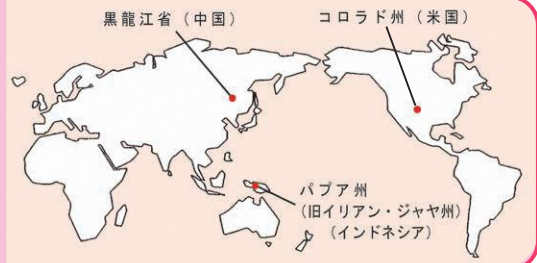 黒龍江省（中国）
コロラド州（米国）
パプア州
（旧イリアン・ジャヤ州）
（インドネシア）